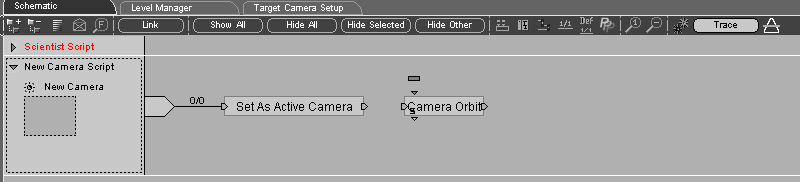 Schematic
Level Manager
Target Camera Setup
Link
Show All
Hide All
Hide Selected
Hide Other
1/1
Def
1/1
Trace
Scientist Script
New Camera Script
New Camera
0/0
Set As Active Camera
Camera Orbit